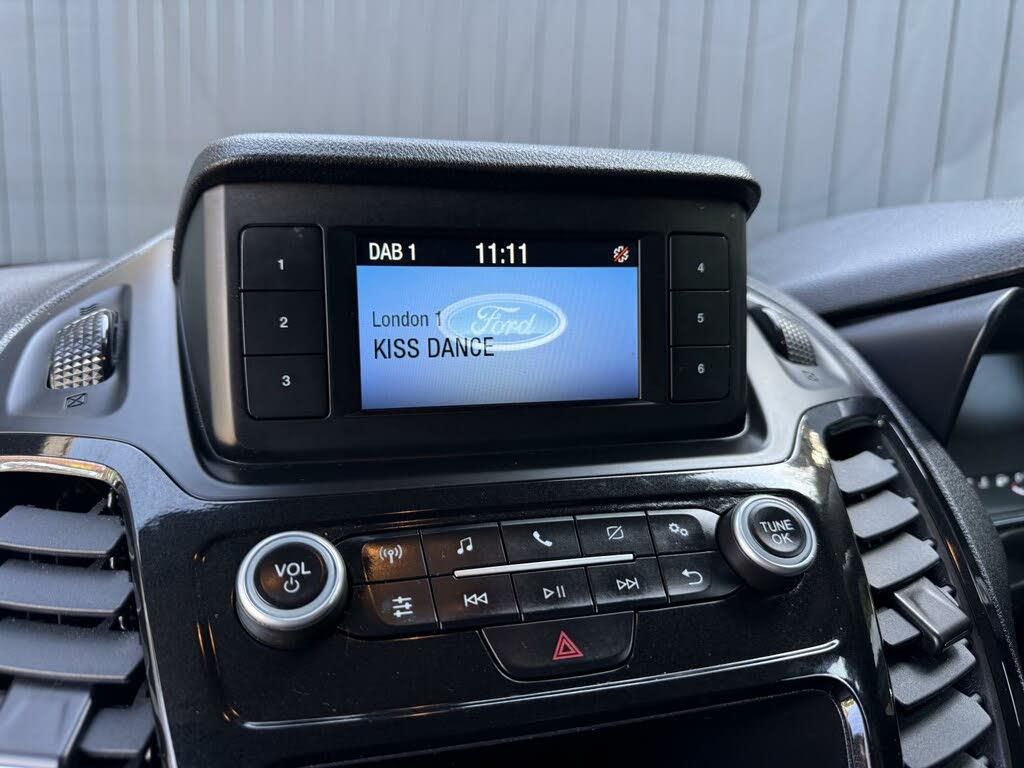 DAB 1 11:11
London 1
Ford
KISS DANCE
1
2
3
4
5
6
VOL
TUNE
OK